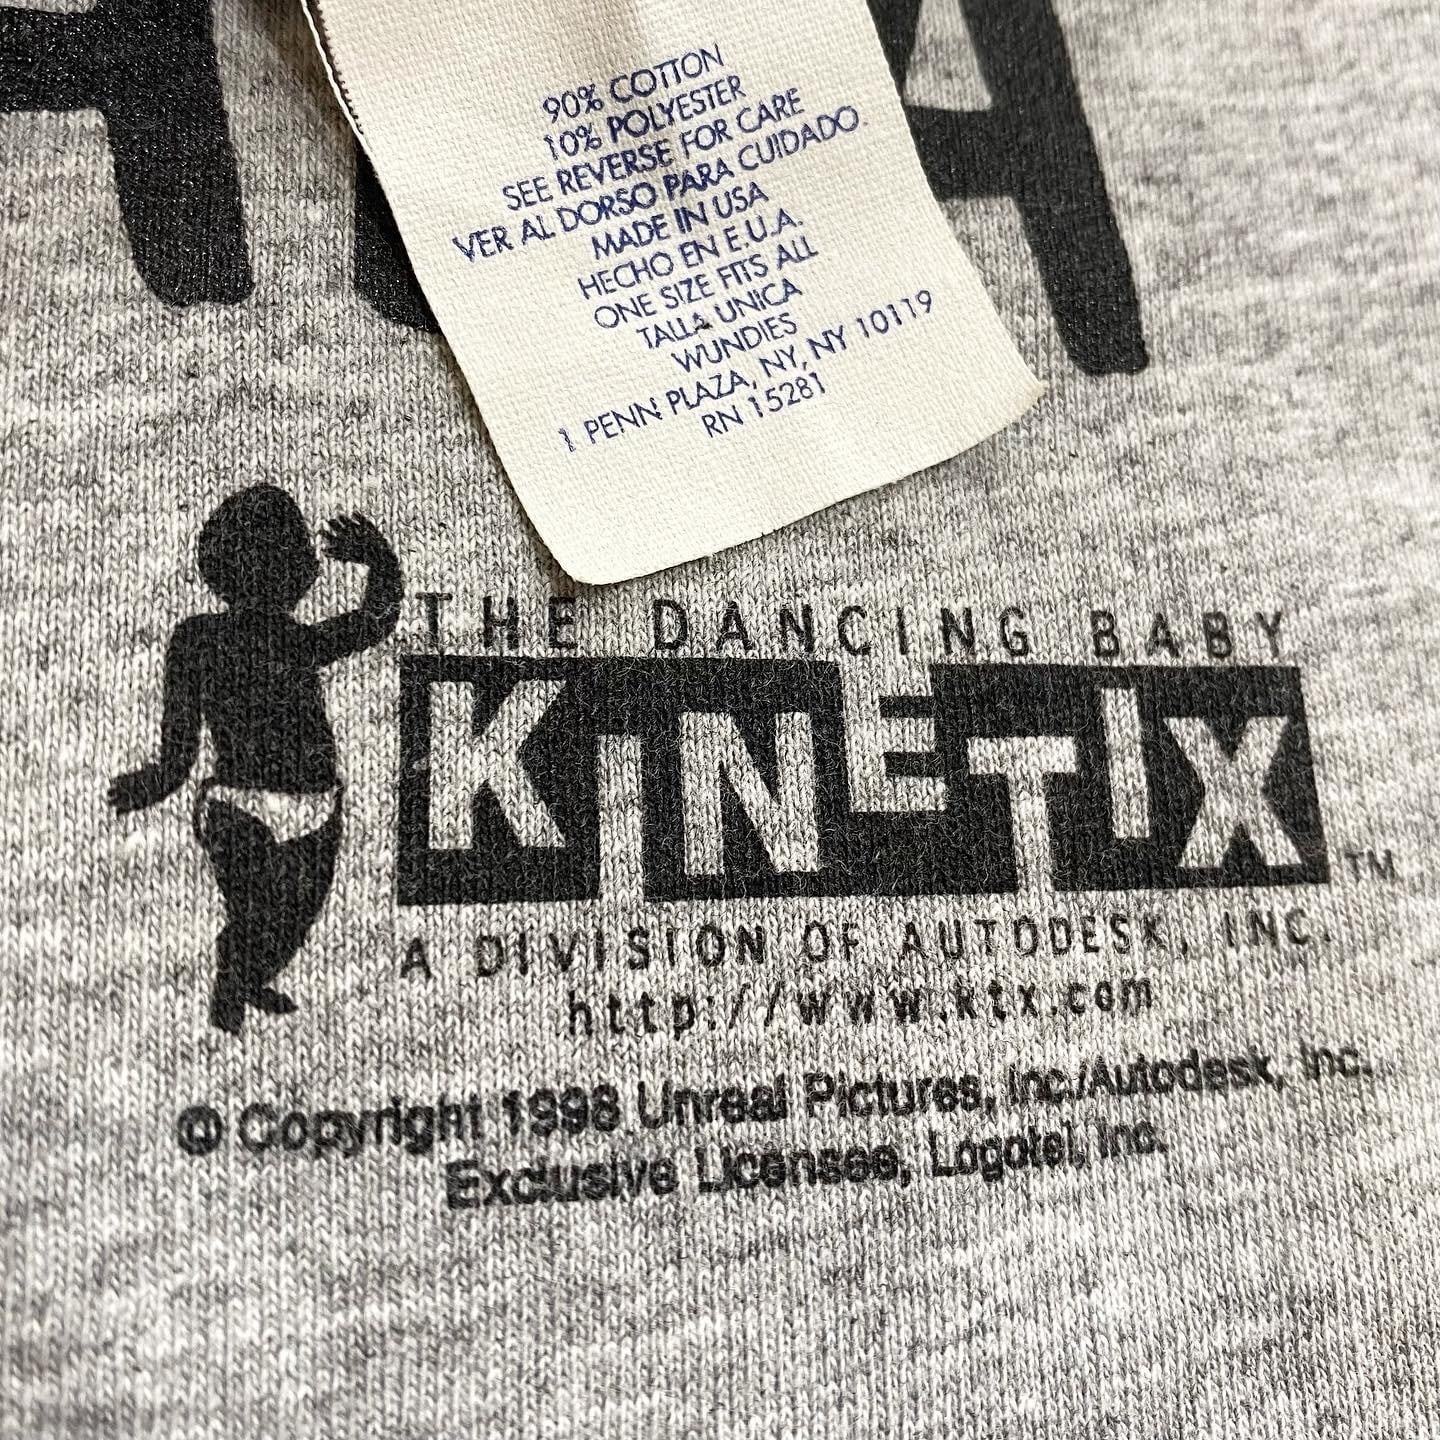 90% COTTON
10% POLYESTER
SEE REVERSE FOR CARE
VER AL DORSO PARA CUIDADO
MADE IN USA
HECHO EN E.U.A.
ONE SIZE FITS ALL
TALLA UNICA
WUNDIES
1 PENN PLAZA, NY, NY 10119
RN 15281
THE DANCING BABY
KINETIX TM
A DIVISION OF AUTODESK, INC.
http://www.ktx.com
© Copyright 1998 Unreal Pictures, Inc./Autodesk, Inc.
Exclusive Licensee, Logotel, Inc.